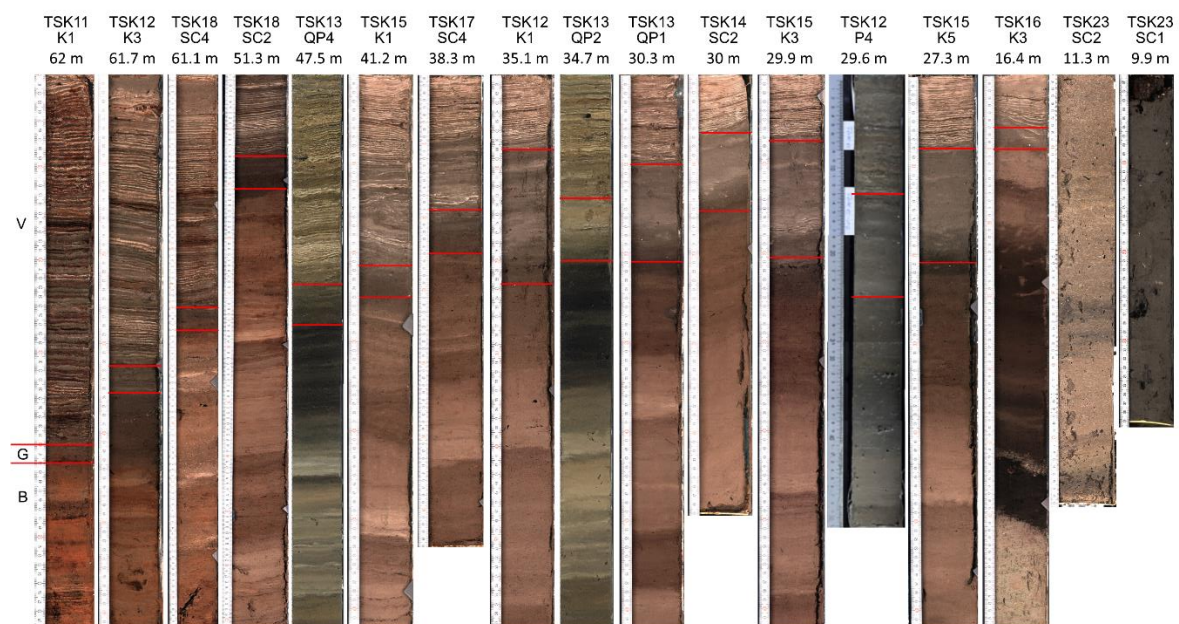 TSK11 TSK12 TSK18 TSK18 TSK13 TSK15 TSK17 TSK12 TSK13 TSK13 TSK14 TSK15 TSK12 TSK15 TSK16 TSK23 TSK23
K1 K3 SC4 SC2 QP4 K1 SC4 K1 QP2 QP1 SC2 K3 P4 K5 K3 SC2 SC1
62 m 61.7 m 61.1 m 51.3 m 47.5 m 41.2 m 38.3 m 35.1 m 34.7 m 30.3 m 30 m 29.9 m 29.6 m 27.3 m 16.4 m 11.3 m 9.9 m
V
G
B